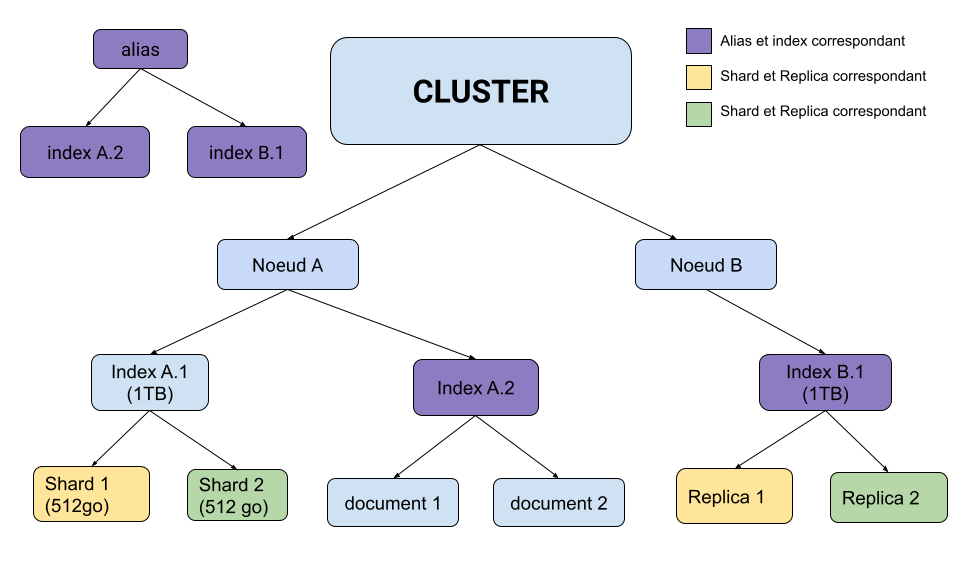 alias
index A.2
index B.1
CLUSTER
Alias et index correspondant
Shard et Replica correspondant
Shard et Replica correspondant
Noeud A
Noeud B
Index A.1
(1TB)
Index A.2
Index B.1
(1TB)
Shard 1
(512go)
Shard 2
(512 go)
document 1
document 2
Replica 1
Replica 2